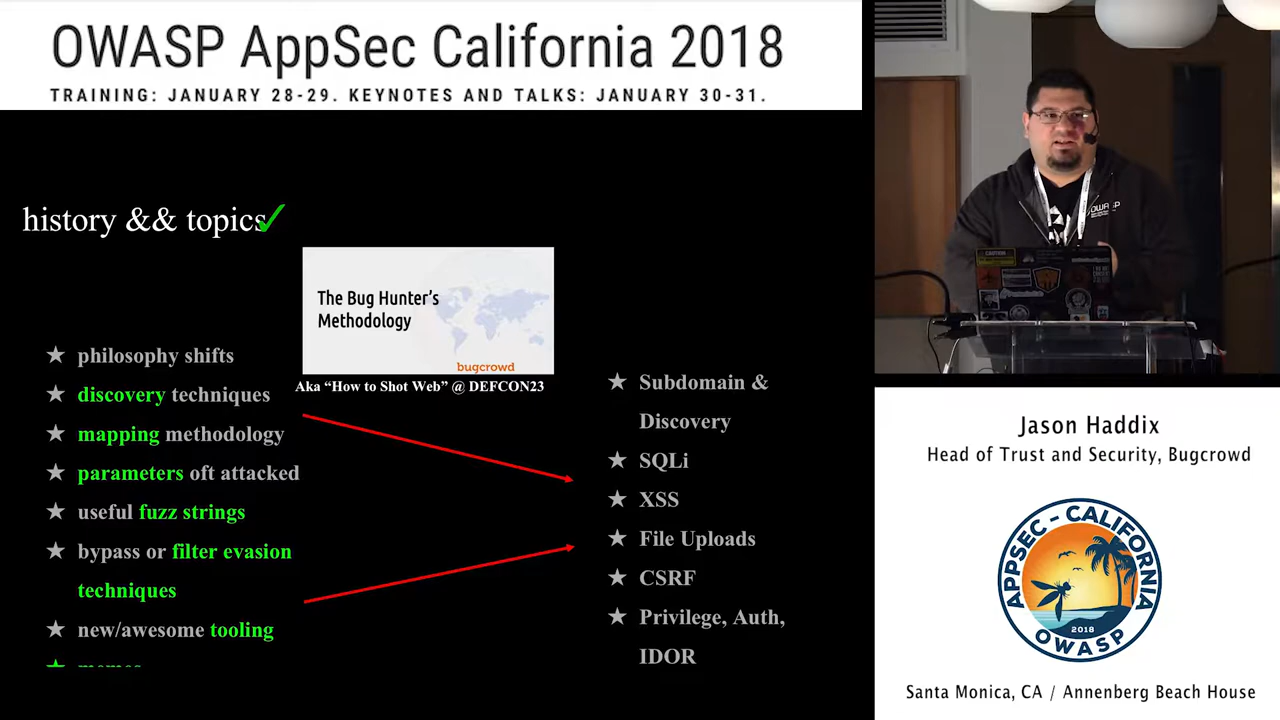 OWASP AppSec California 2018
TRAINING: JANUARY 28-29. KEYNOTES AND TALKS: JANUARY 30-31.
history && topics
The Bug Hunter's
Methodology
bugcrowd
Aka “How to Shot Web” @ DEFCON23
★ philosophy shifts
★ discovery techniques
★ mapping methodology
★ parameters oft attacked
★ useful fuzz strings
★ bypass or filter evasion
techniques
★ new/awesome tooling
★ Subdomain &
Discovery
★ SQLi
★ XSS
★ File Uploads
★ CSRF
★ Privilege, Auth,
IDOR
OWASP
Jason Haddix
Head of Trust and Security, Bugcrowd
APPSEC - CALIFORNIA
2018
OWASP
Santa Monica, CA / Annenberg Beach House